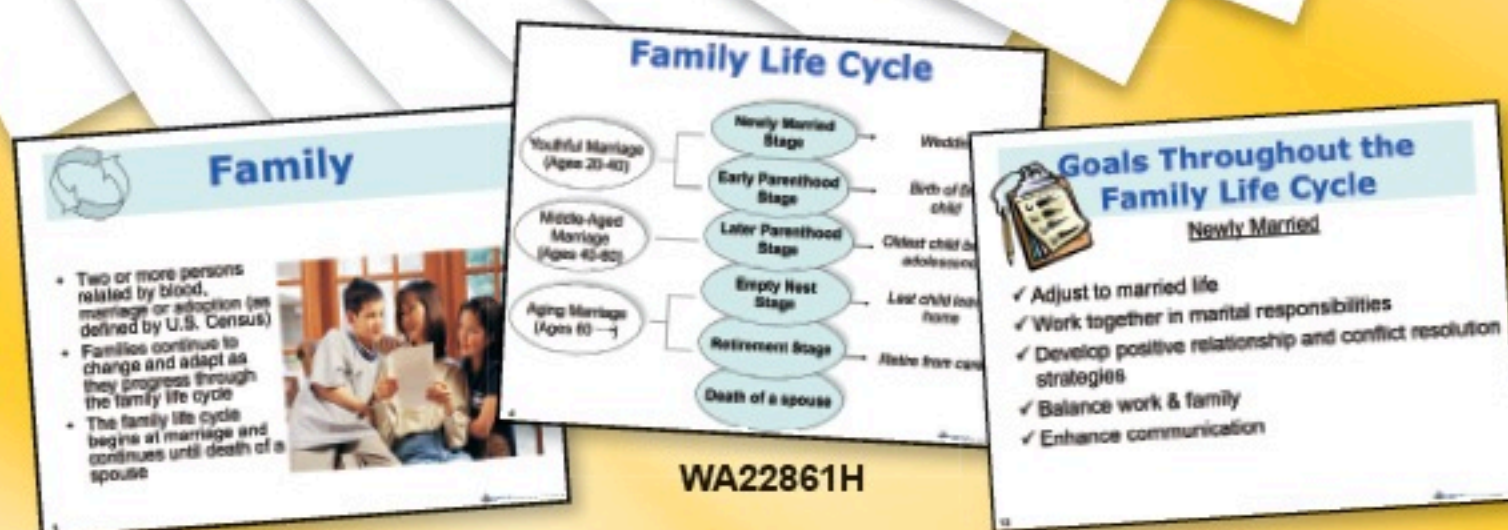 Family
• Two or more persons
related by blood,
marriage or adoption (as
defined by U.S. Census)
• Families continue to
change and adapt as
they progress through
the family life cycle
• The family life cycle
begins at marriage and
continues until death of a
spouse
Family Life Cycle
Youthful Marriage
(Ages 20-40)
Middle-Aged
Marriage
(Ages 40-60)
Aging Marriage
(Ages 60
Newly Married
Stage
Early Parenthood
Stage
Later Parenthood
Stage
Empty Nest
Stage
Retirement Stage
Death of a spouse
Birth of
child
Oldest child
Last child
home
Retire from
Goals Throughout the
Family Life Cycle
Newly Married
✓ Adjust to married life
✓ Work together in marital responsibilities
✓ Develop positive relationship and conflict resolution
strategies
✓ Balance work & family
✓ Enhance communication
WA22861H